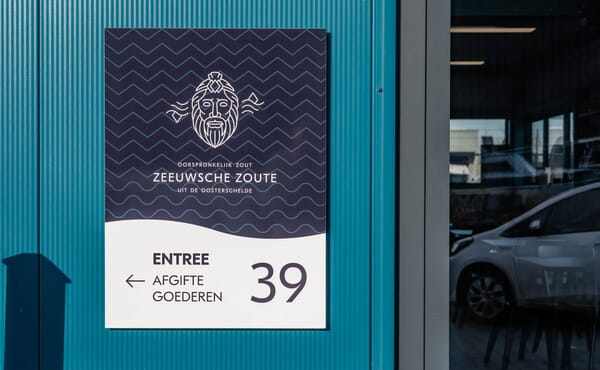 OORSPRONKELIJK ZOUT
ZEEUWSCHE ZOUTE
UIT DE OOSTERSCHELDE
ENTREE
← AFGIFTE
GOEDEREN
39